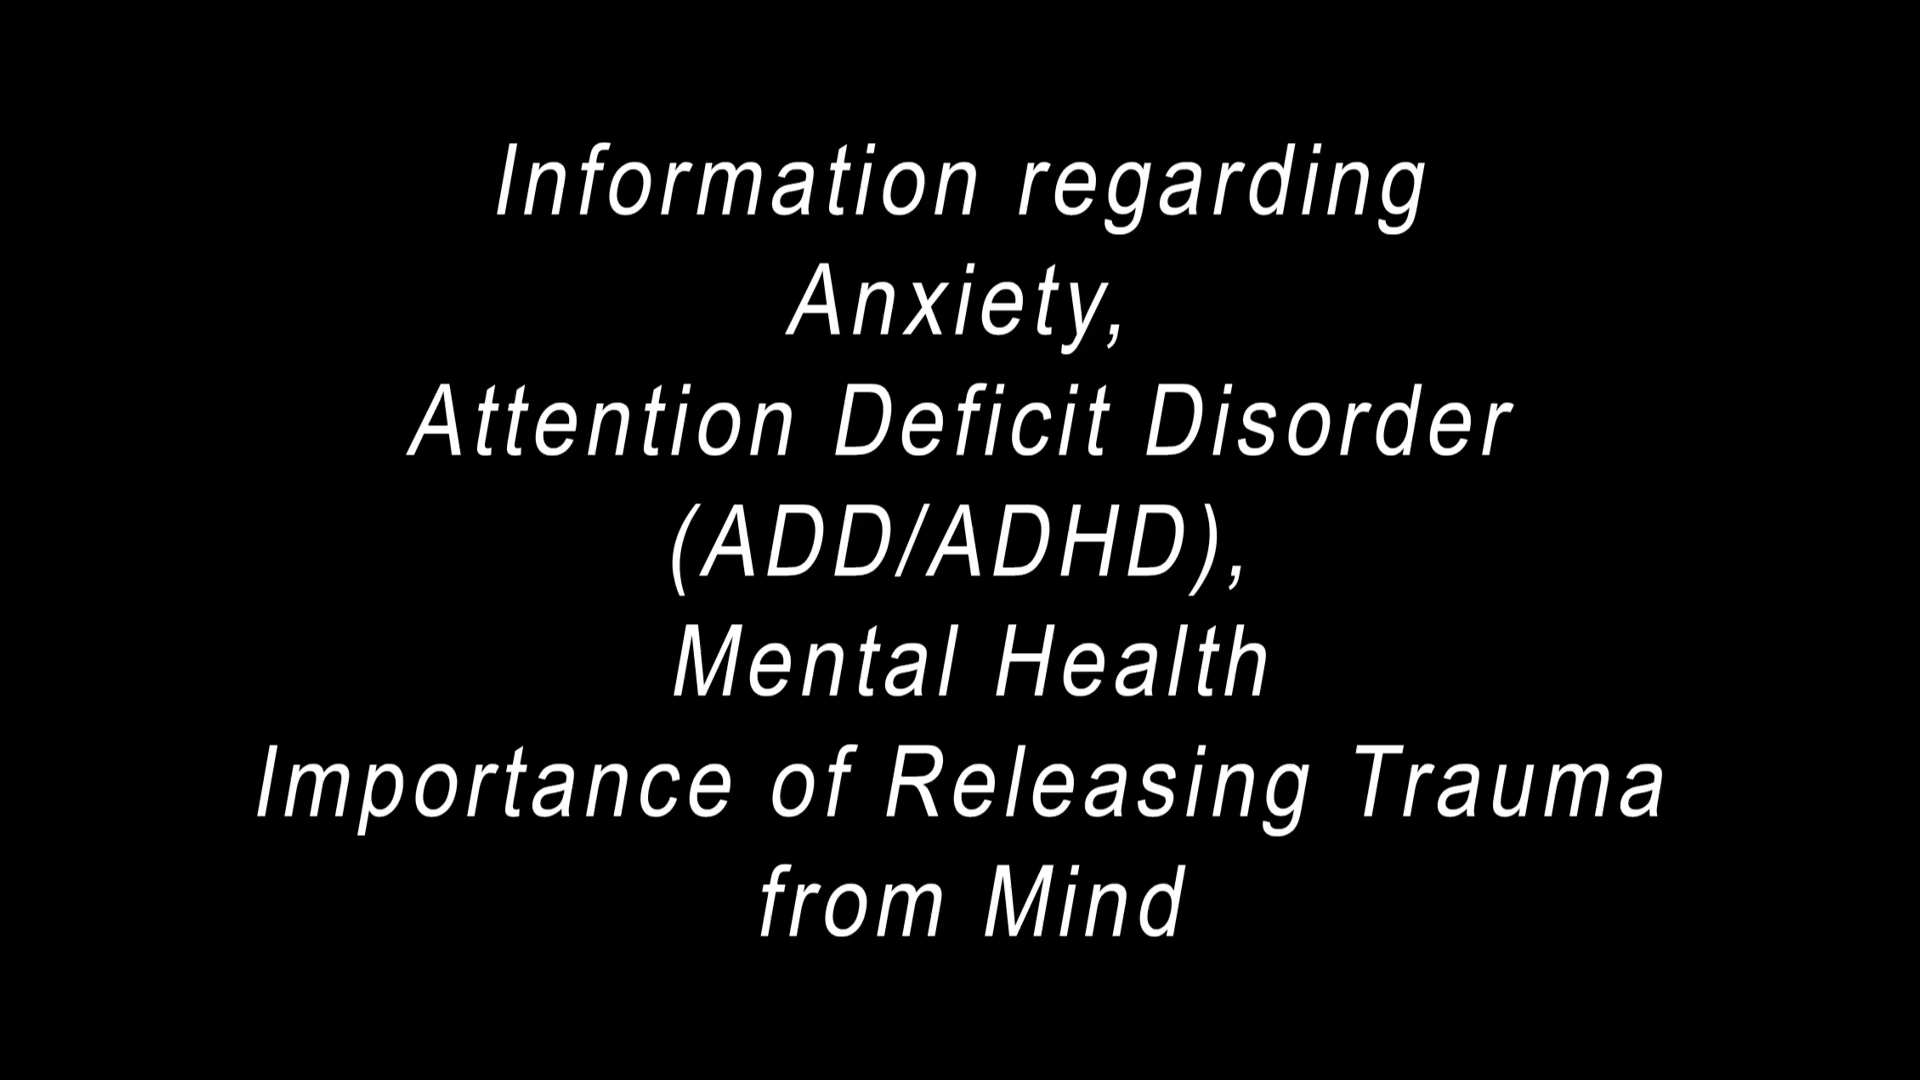 Information regarding
Anxiety,
Attention Deficit Disorder
(ADD/ADHD),
Mental Health
Importance of Releasing Trauma
from Mind